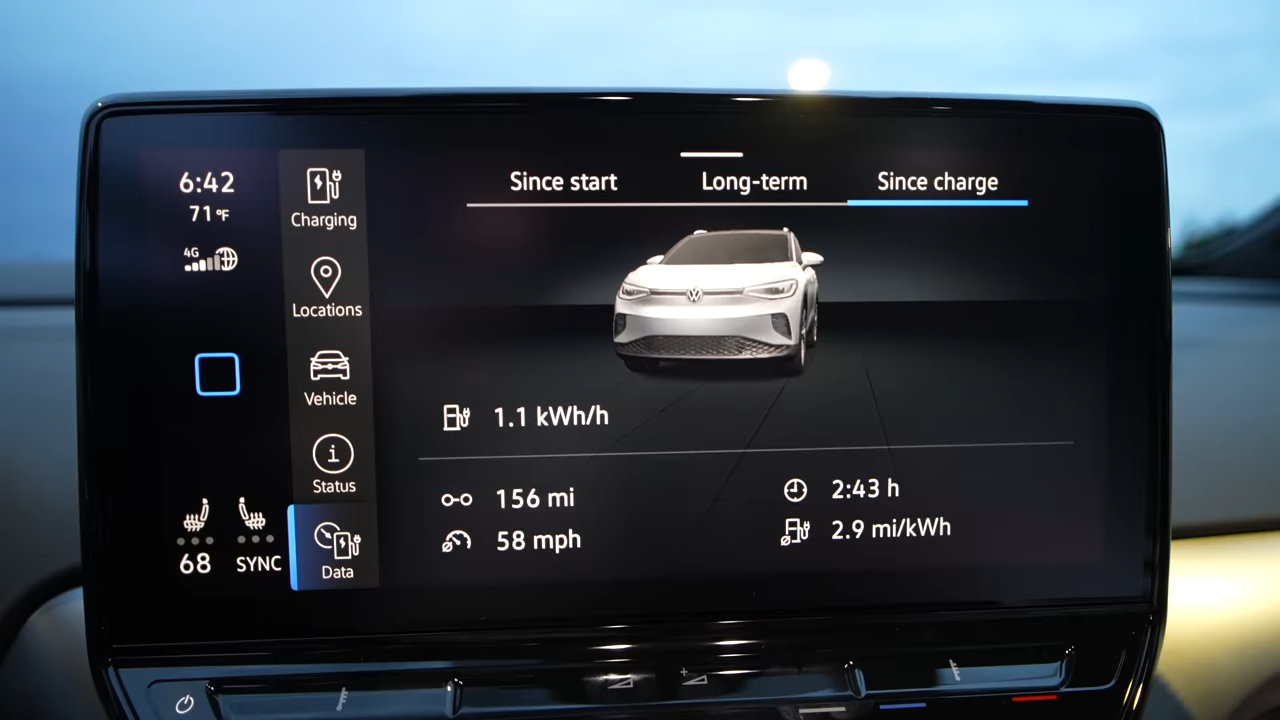 6:42
71 °F
4G
Charging
Locations
Vehicle
Status
Data
68
SYNC
Since start
Long-term
Since charge
1.1 kWh/h
156 mi
58 mph
2:43 h
2.9 mi/kWh